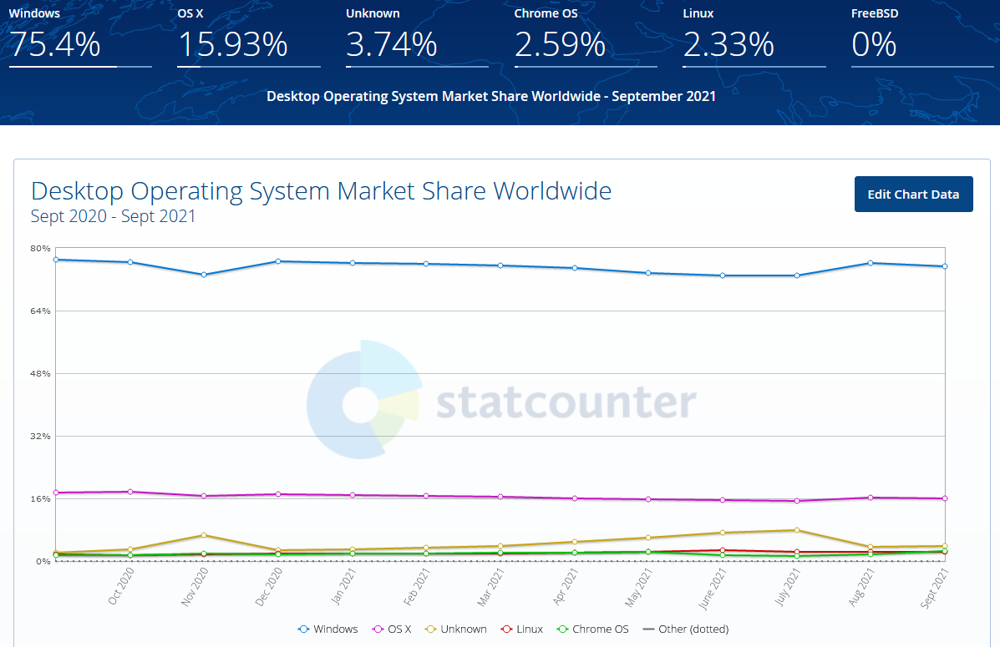 Windows OS X Unknown Chrome OS Linux FreeBSD
75.4% 15.93% 3.74% 2.59% 2.33% 0%
Desktop Operating System Market Share Worldwide - September 2021
Desktop Operating System Market Share Worldwide
Edit Chart Data
Sept 2020 - Sept 2021
80%
64%
48%
statcounter
32%
16%
0%
Oct 2020 Nov 2020 Dec 2020 Jan 2021 Feb 2021 Mar 2021 Apr 2021 May 2021 June 2021 July 2021 Aug 2021 Sept 2021
Windows OS X Unknown Linux Chrome OS Other (dotted)